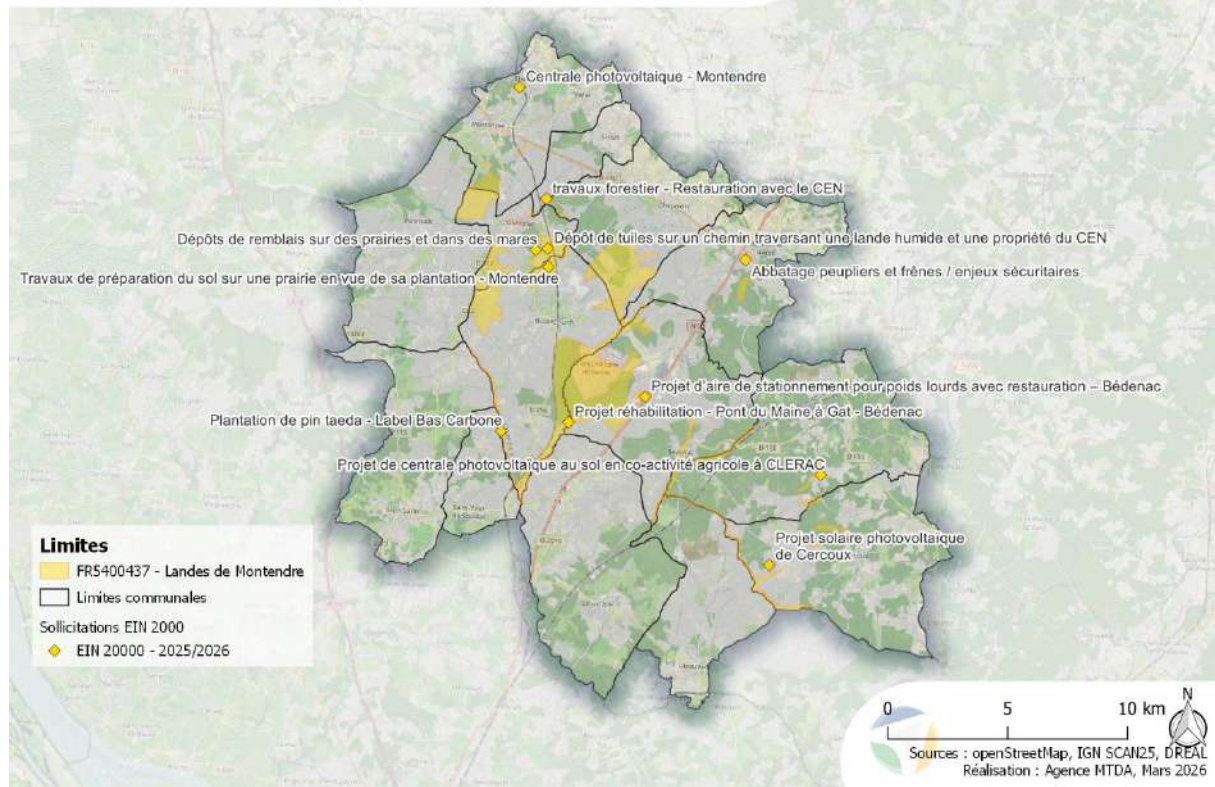 Centrale photovoltaique - Montendre
travaux forestier - Restauration avec le CEN
Dépôts de remblais sur des prairies et dans des mares
Dépôt de tuiles sur un chemin traversant une lande humide et une propriété du CEN
Travaux de préparation du sol sur une prairie en vue de sa plantation - Montendre
Abbatage peupliers et frênes / enjeux sécuritaires
Projet d'aire de stationnement pour poids lourds avec restauration – Bédenac
Plantation de pin taeda - Label Bas Carbone
Projet réhabilitation - Pont du Maine à Gat - Bédenac
Projet de centrale photovoltaïque au sol en co-activité agricole à CLERAC
Projet solaire photovoltaique
de Cercoux
Limites
FR5400437 - Landes de Montendre
Limites communales
Sollicitations EIN 2000
EIN 20000 - 2025/2026
0 5 10 km
N
Sources : openStreetMap, IGN SCAN25, DREAL
Réalisation : Agence MTDA, Mars 2026